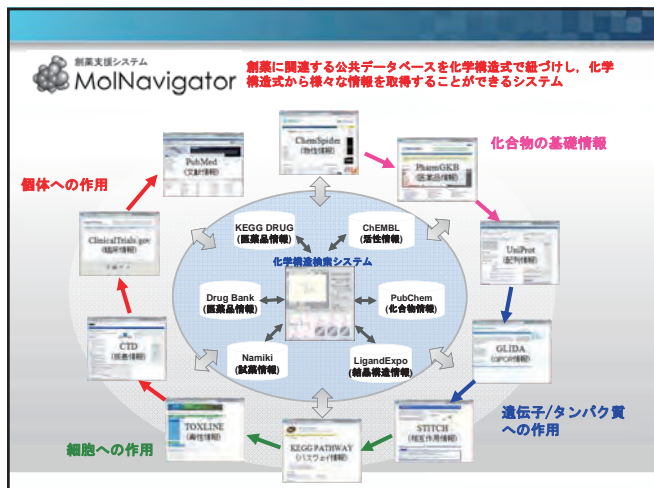 創薬支援システム
MolNavigator
創薬に関連する公共データベースを化学構造式で紐づけし，化学
構造式から様々な情報を取得することができるシステム
ChemSpider
(物性情報)
化合物の基礎情報
PubMed
(文献情報)
PharmGKB
(医薬品情報)
個体への作用
KEGG DRUG
(医薬品情報)
ChEMBL
(活性情報)
ClinicalTrials.gov
(臨床情報)
UniProt
(配列情報)
化学構造検索システム
Drug Bank
(医薬品情報)
PubChem
(化合物情報)
CTD
(疾患情報)
GLIDA
(GPCR情報)
Namiki
(試薬情報)
LigandExpo
(結晶構造情報)
遺伝子/タンパク質
への作用
TOXLINE
(毒性情報)
STITCH
(相互作用情報)
細胞への作用
KEGG PATHWAY
(パスウェイ情報)